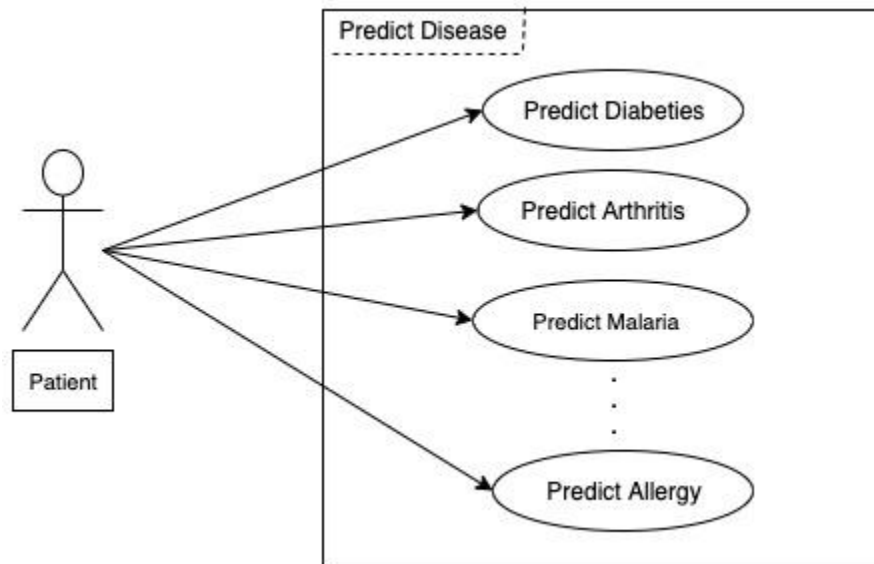 Predict Disease
Predict Diabeties
Predict Arthritis
Predict Malaria
Patient
Predict Allergy